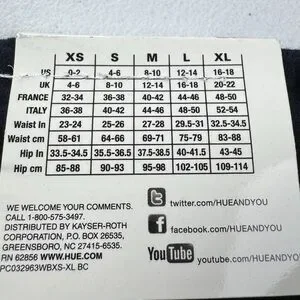 XS S M L XL
US 0-2 4-6 8-10 12-14 16-18
UK 4-6 8-10 12-14 16-18 20-22
FRANCE 32-34 36-38 40-42 44-46 48-50
ITALY 36-38 40-42 44-46 48-50 52-54
Waist In 23-24 25-26 27-28 29.5-31 32.5-34.5
Waist cm 58-61 64-66 69-71 75-79 83-88
Hip In 33.5-34.5 35.5-36.5 37.5-38.5 40-41.5 43-45
Hip cm 85-88 90-93 95-98 102-105 109-114
WE WELCOME YOUR COMMENTS.
CALL 1-800-575-3497.
DISTRIBUTED BY KAYSER-ROTH
CORPORATION, P.O. BOX 26535,
GREENSBORO, NC 27415-6535.
RN 62856 WWW.HUE.COM
PC032963WBXS-XL BC
t twitter.com/HUEANDYOU
f facebook.com/HUEANDYOU
YouTube youtube.com/HUEANDYOU